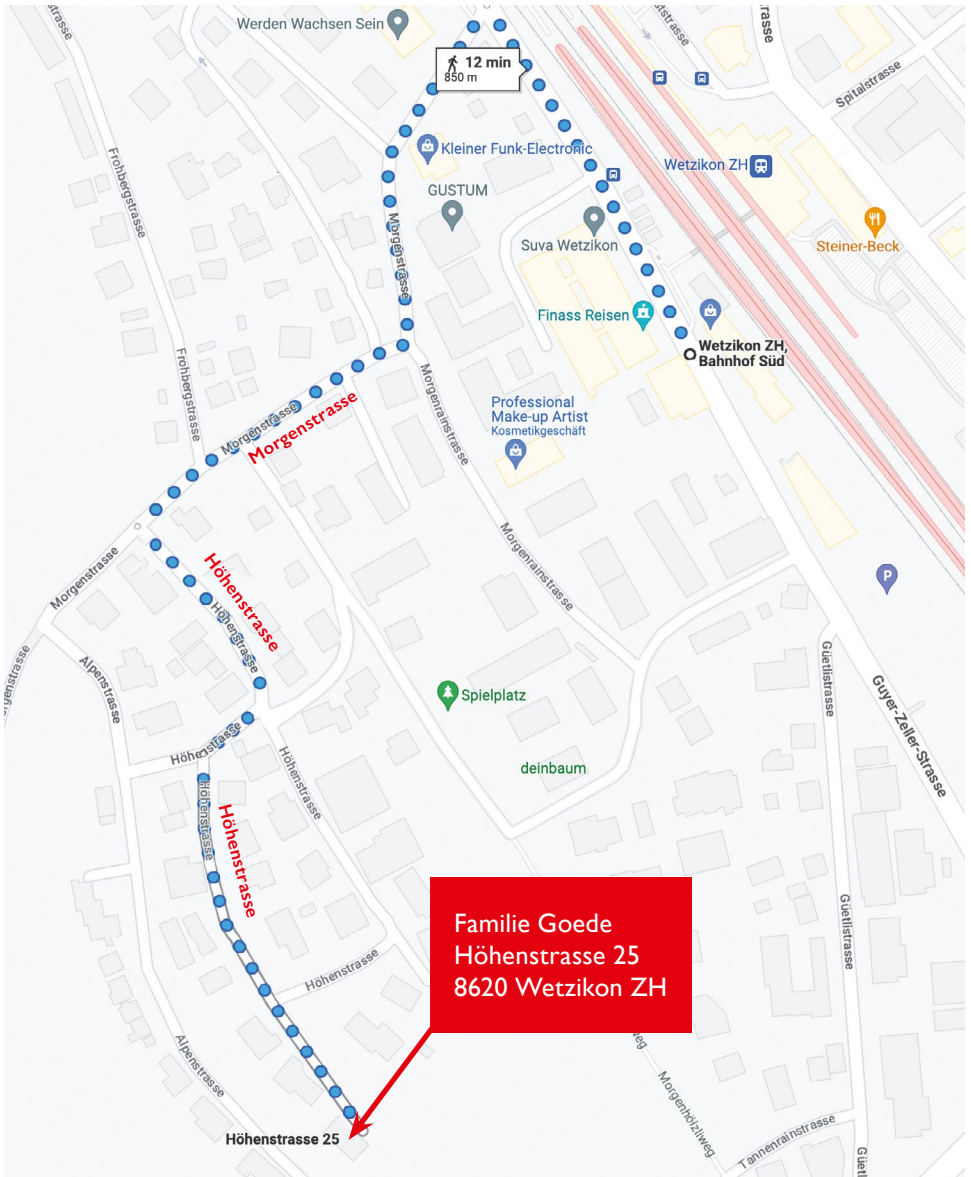 Werden Wachsen Sein
12 min
850 m
Spitalstrasse
Frohbergstrasse
Kleiner Funk-Electronic
Wetzikon ZH
GUSTUM
Morgenstrasse
Suva Wetzikon
Steiner-Beck
Finass Reisen
Wetzikon ZH,
Bahnhof Süd
Frohbergstrasse
Morgenrainstrasse
Professional
Make-up Artist
Kosmetikgeschäft
Morgenstrasse
Morgenstrasse
Morgenrainstrasse
Morgenstrasse
Höhenstrasse
Höhenstrasse
P
Güetlistrasse
Guyer-Zeller-Strasse
Alpenstrasse
Spielplatz
Höhenstrasse
Höhenstrasse
deinbaum
Höhenstrasse
Höhenstrasse
Familie Goede
Höhenstrasse 25
8620 Wetzikon ZH
Güetlistrasse
Höhenstrasse
Alpenstrasse
Morgenhölzliweg
Tannenrainstrasse
Höhenstrasse 25